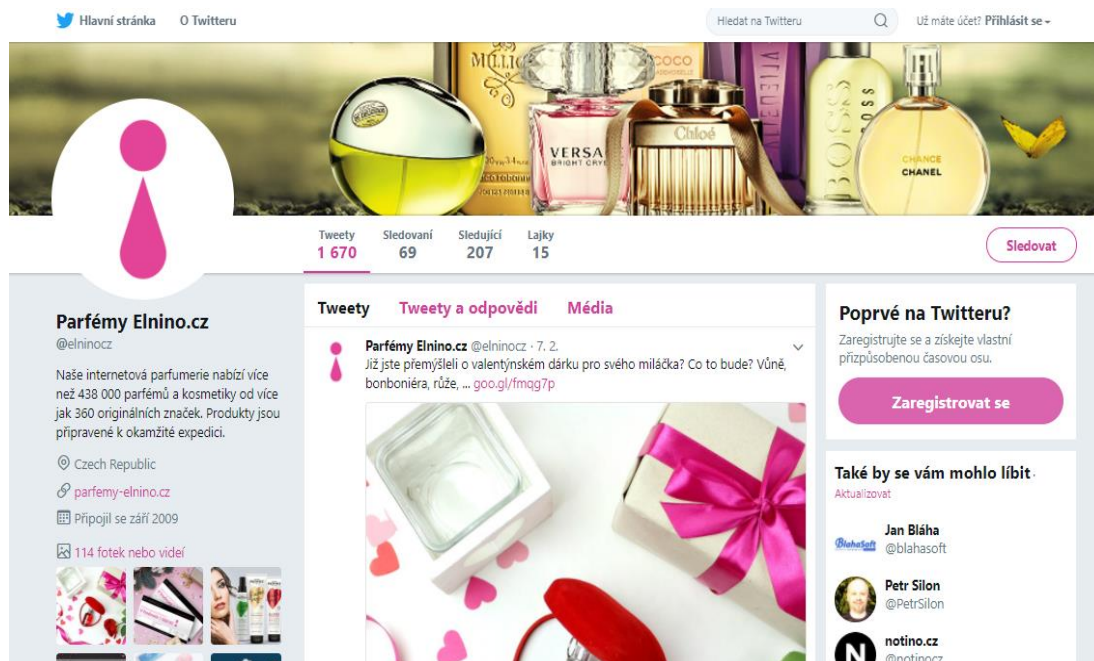 Hlavní stránka O Twitteru
Hledat na Twitteru
Už máte účet? Přihlásit se
MILLIC
COCO
VERSA
BRIGHT CRY
Chloé
BOSS
CHANCE
CHANEL
Tweety Sledovaní Sledující Lajky
1 670 69 207 15
Sledovat
Parfémy Elnino.cz
@elninocz
Naše internetová parfumerie nabízí více
než 438 000 parfémů a kosmetiky od více
jak 360 originálních značek. Produkty jsou
připravené k okamžité expedici.
Czech Republic
parfemy-elnino.cz
Připojil se září 2009
114 fotek nebo videí
Tweety Tweety a odpovědi Média
Parfémy Elnino.cz @elninocz · 7. 2.
Již jste přemýšleli o valentýnském dárku pro svého miláčka? Co to bude? Vůně,
bonboniéra, růže, ... goo.gl/fmqg7p
Poprvé na Twitteru?
Zaregistrujte se a získejte vlastní
přizpůsobenou časovou osu.
Zaregistrovat se
Také by se vám mohlo líbit ·
Aktualizovat
BlahaSoft
Jan Bláha
@blahasoft
Petr Silon
@PetrSilon
N
notino.cz
@notinocz